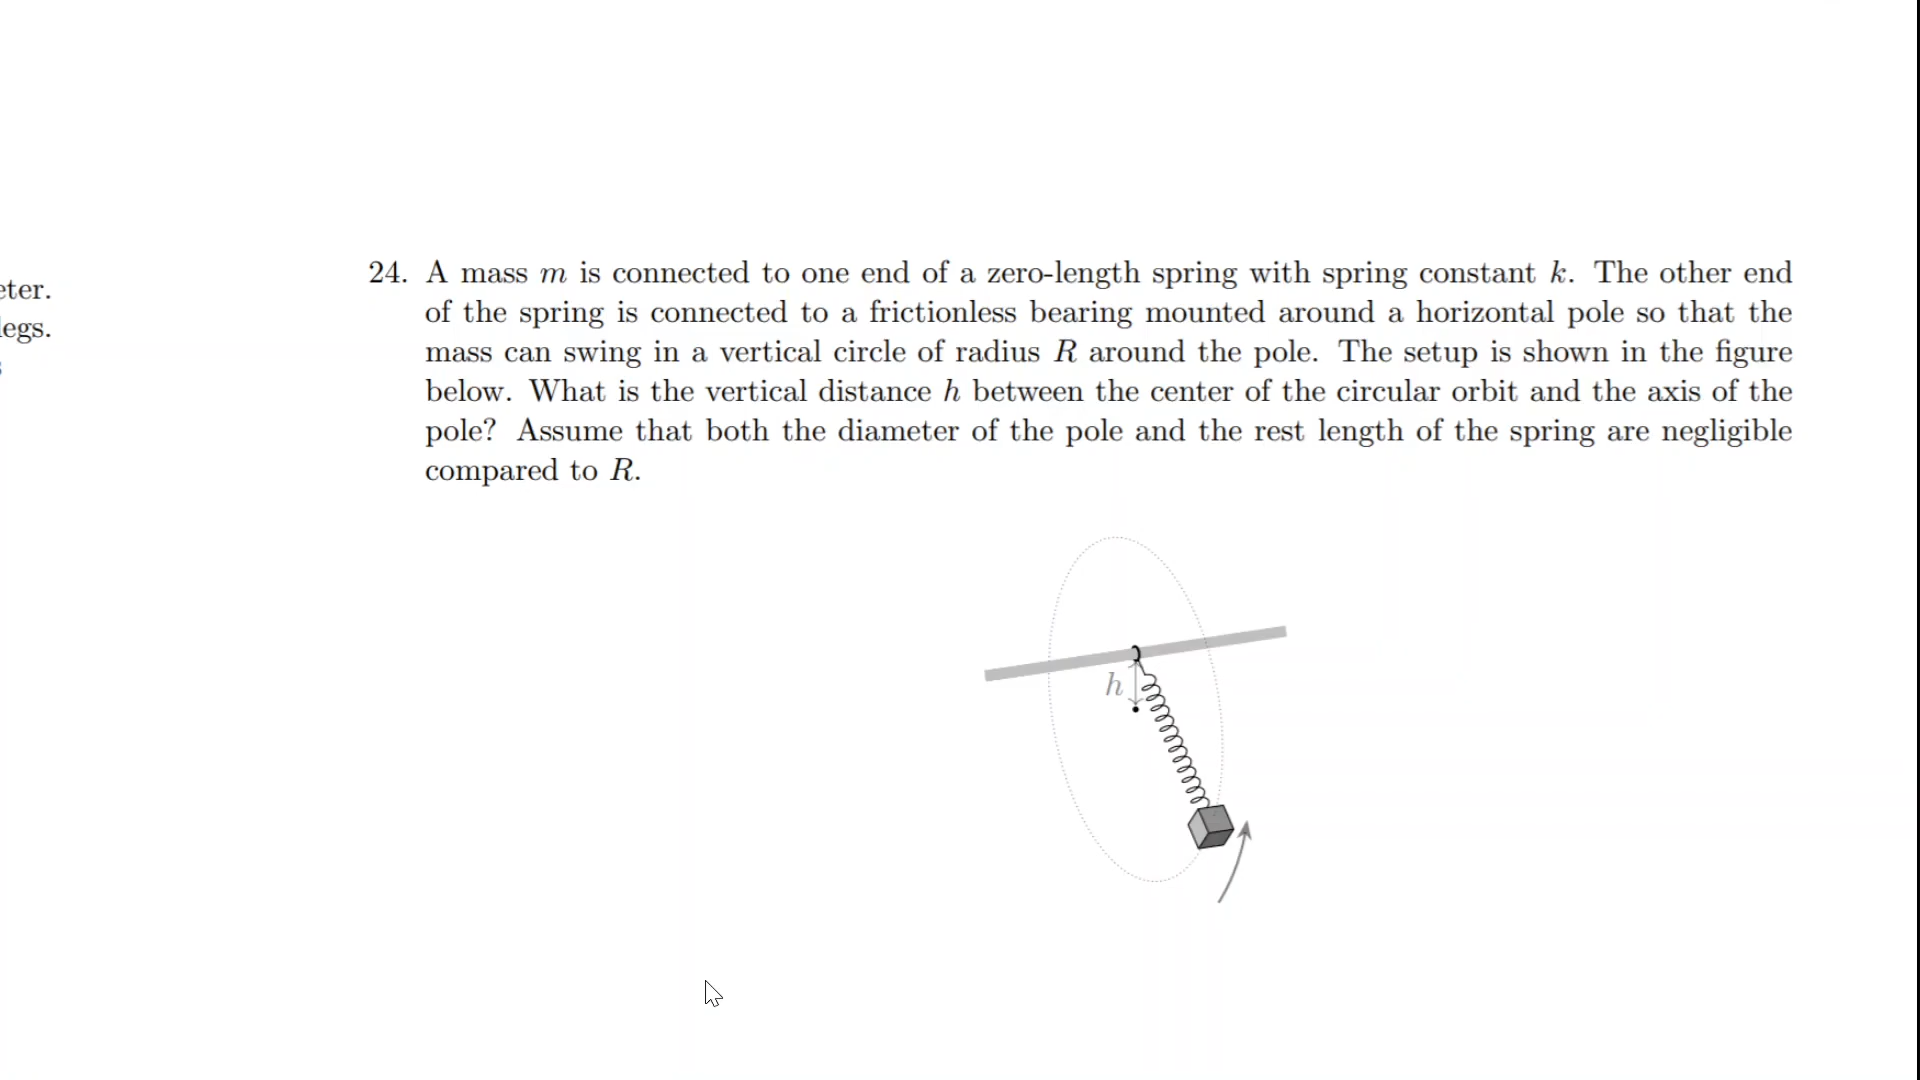 24. A mass m is connected to one end of a zero-length spring with spring constant k. The other end
of the spring is connected to a frictionless bearing mounted around a horizontal pole so that the
eter.
legs.
mass can swing in a vertical circle of radius R around the pole. The setup is shown in the figure
below. What is the vertical distance h between the center of the circular orbit and the axis of the
pole? Assume that both the diameter of the pole and the rest length of the spring are negligible
compared to R.
h